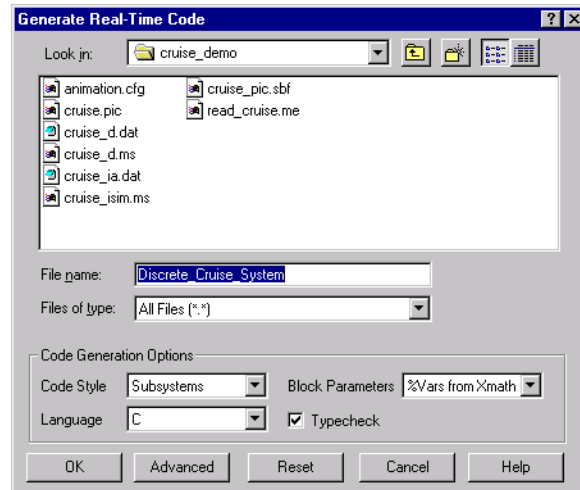 Generate Real-Time Code
Look in: cruise_demo
animation.cfg
cruise.pic
cruise_d.dat
cruise_d.ms
cruise_ia.dat
cruise_isim.ms
cruise_pic.sbf
read_cruise.me
File name: Discrete_Cruise_System
Files of type: All Files (*.*)
Code Generation Options
Code Style Subsystems Block Parameters %Vars from Xmath
Language C Typecheck
OK Advanced Reset Cancel Help